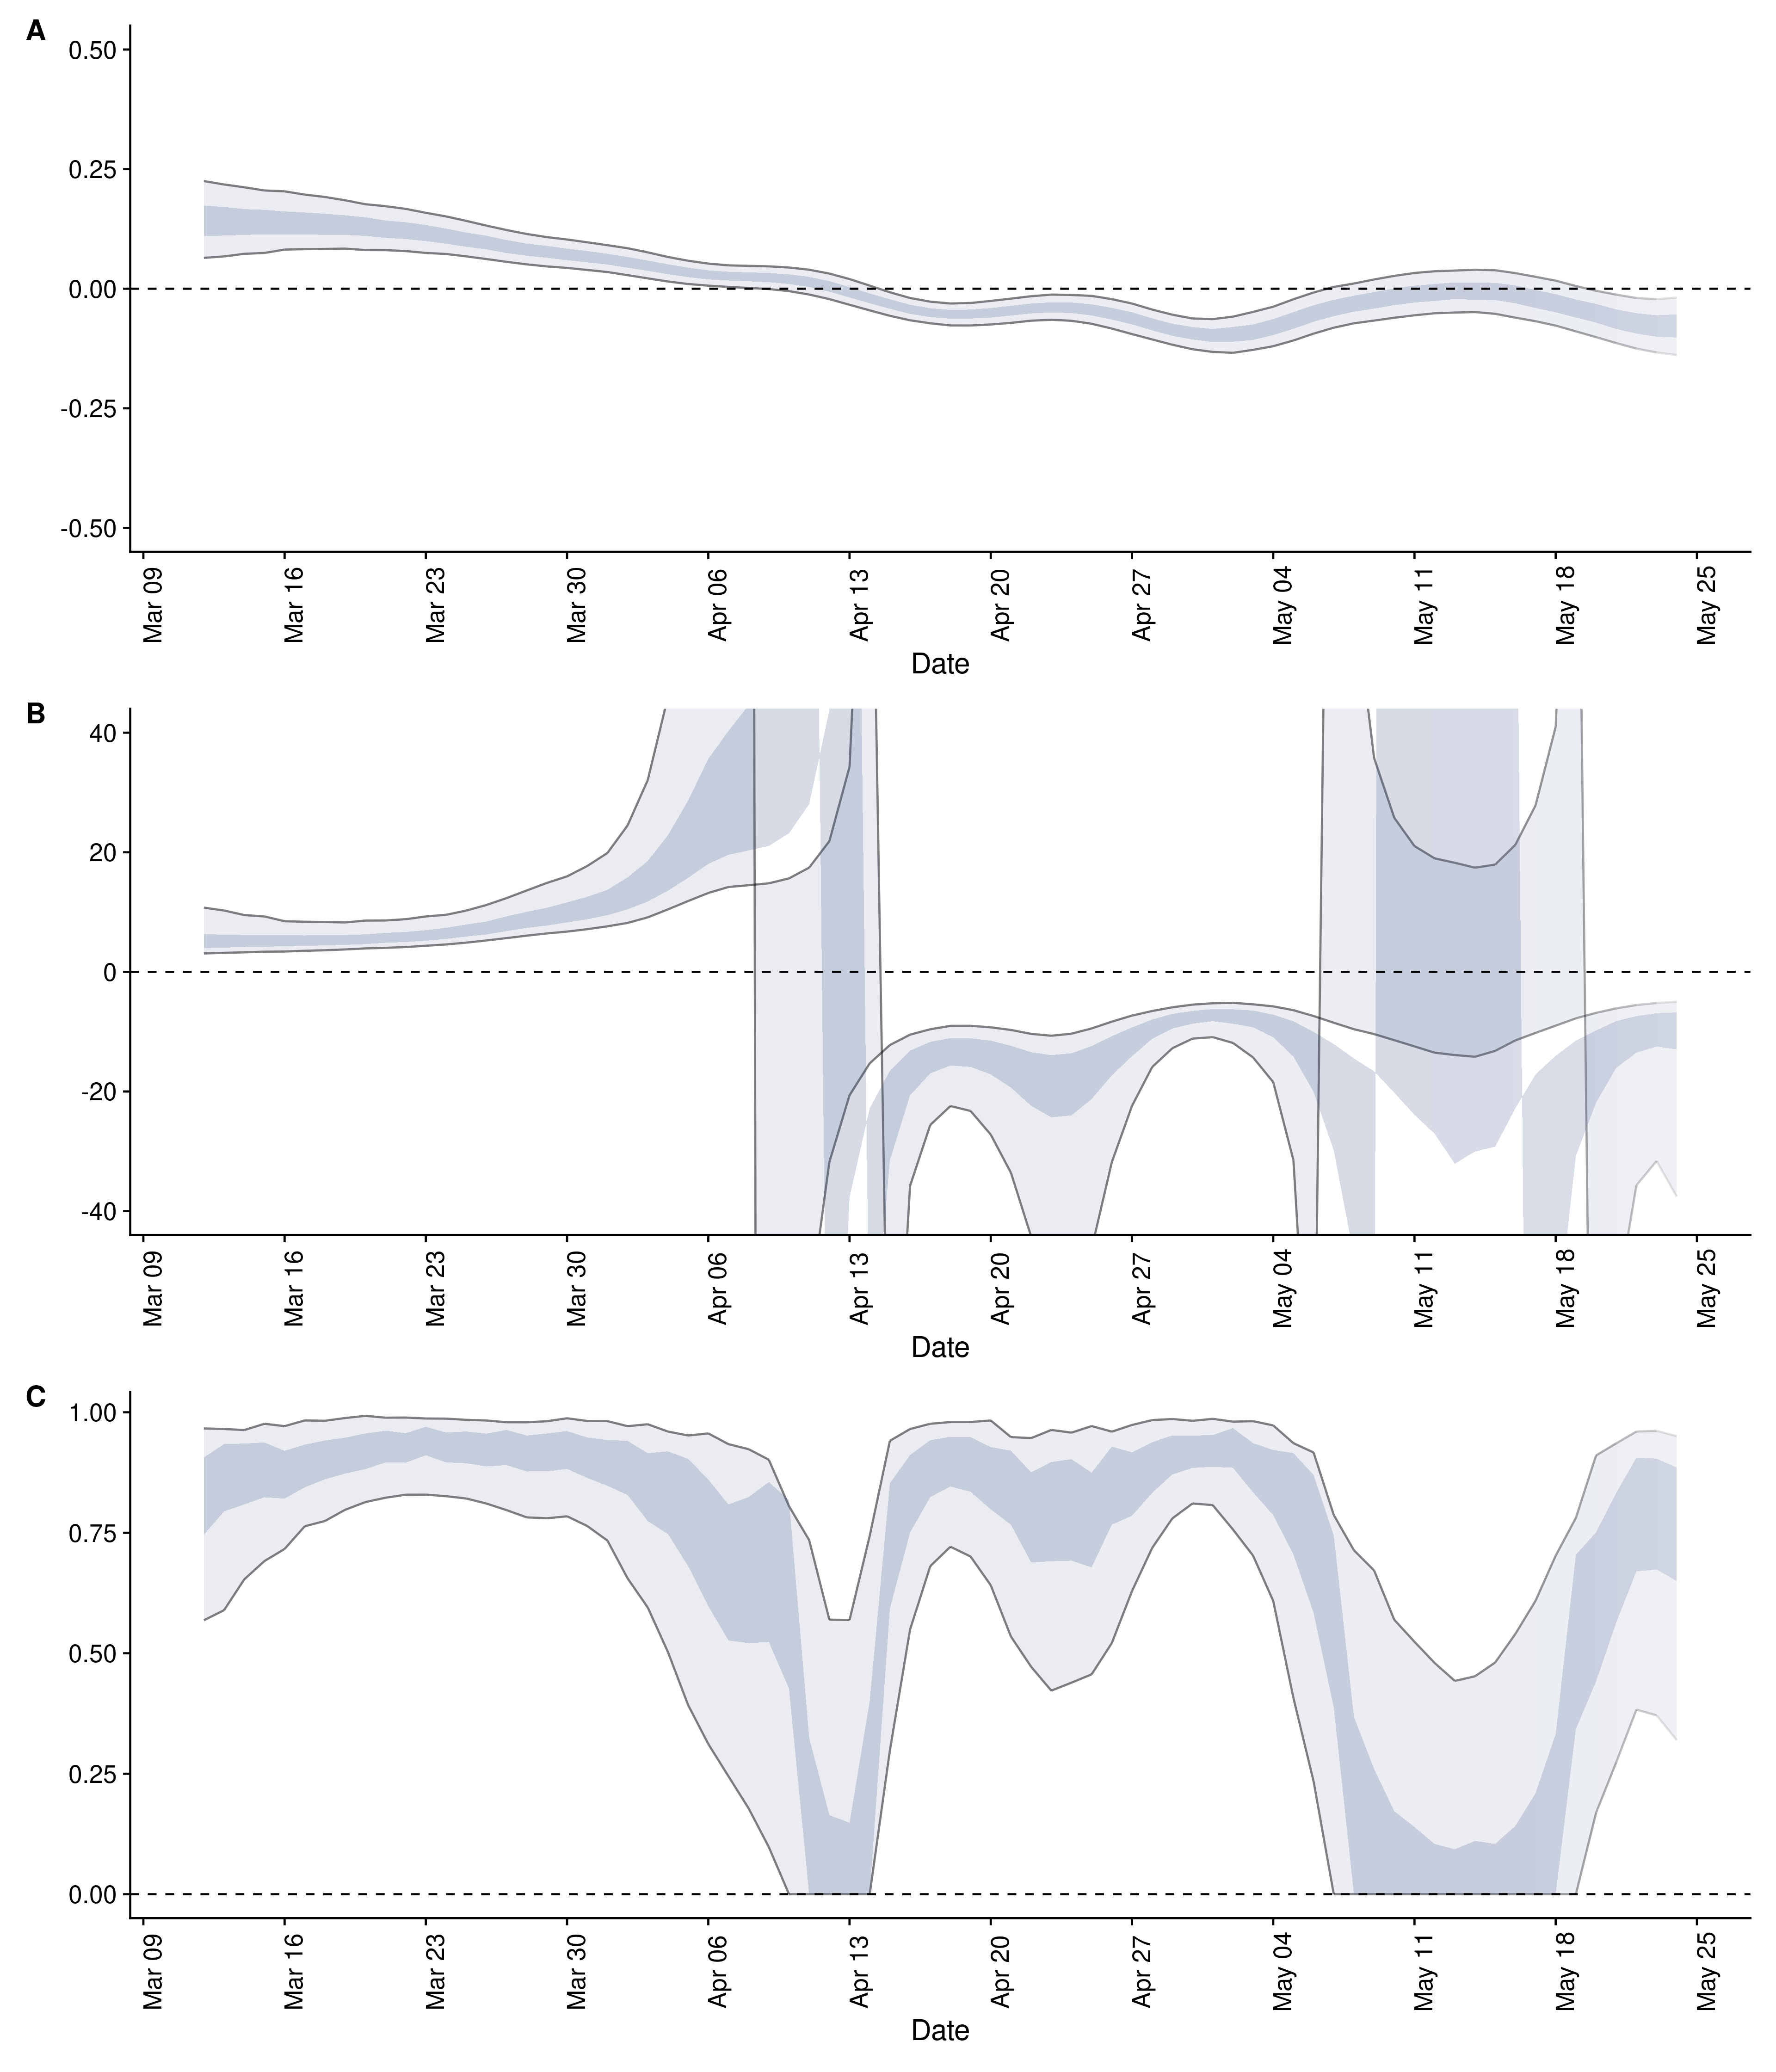 A
0.50
0.25
0.00
-0.25
-0.50
Mar 09
Mar 16
Mar 23
Mar 30
Apr 06
Apr 13
Apr 20
Apr 27
May 04
May 11
May 18
May 25
Date
B
40
20
0
-20
-40
Mar 09
Mar 16
Mar 23
Mar 30
Apr 06
Apr 13
Apr 20
Apr 27
May 04
May 11
May 18
May 25
Date
C
1.00
0.75
0.50
0.25
0.00
Mar 09
Mar 16
Mar 23
Mar 30
Apr 06
Apr 13
Apr 20
Apr 27
May 04
May 11
May 18
May 25
Date